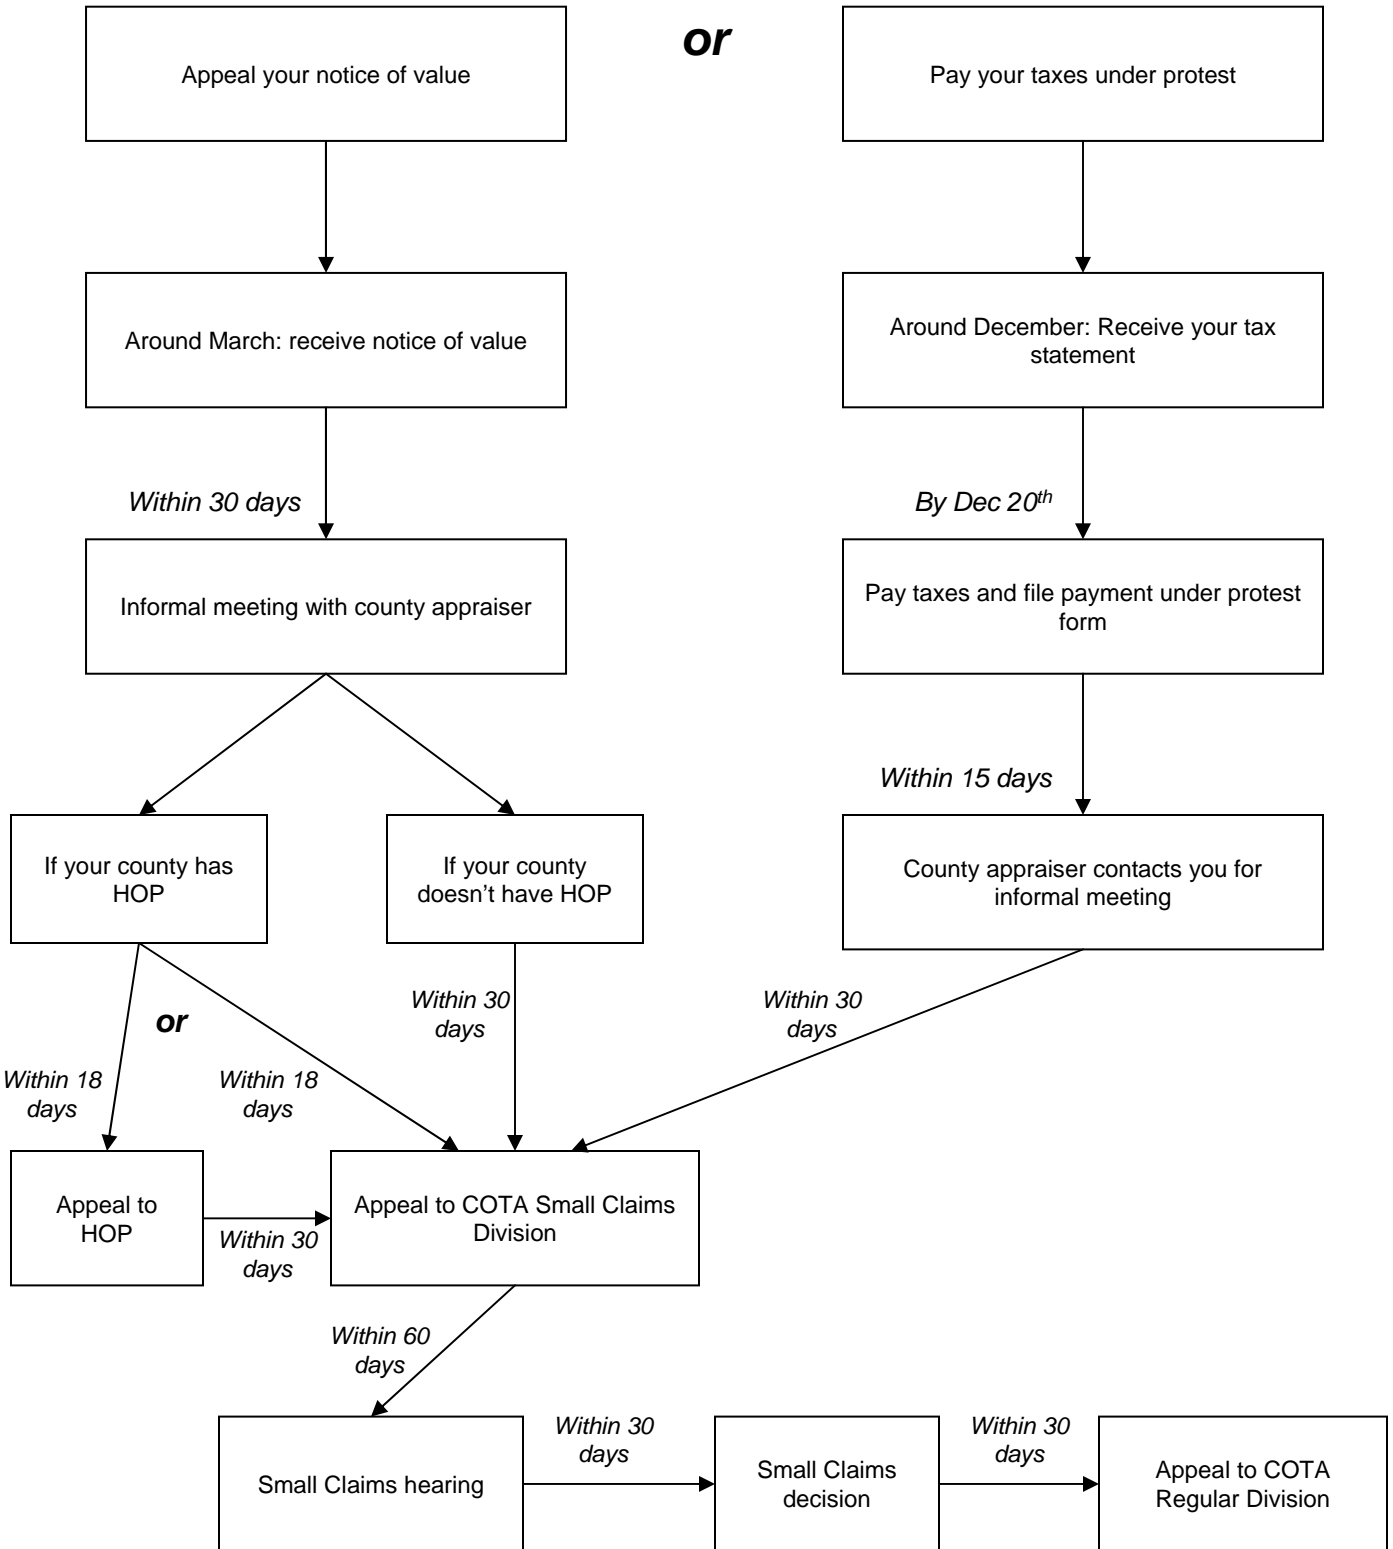 or
Appeal your notice of value
Pay your taxes under protest
Around March: receive notice of value
Around December: Receive your tax
statement
Within 30 days
By Dec 20th
Informal meeting with county appraiser
Pay taxes and file payment under protest
form
Within 15 days
If your county has
HOP
If your county
doesn’t have HOP
County appraiser contacts you for
informal meeting
or
Within 18
days
Within 18
days
Within 30
days
Within 30
days
Appeal to
HOP
Within 30
days
Appeal to COTA Small Claims
Division
Within 60
days
Small Claims hearing
Within 30
days
Small Claims
decision
Within 30
days
Appeal to COTA
Regular Division